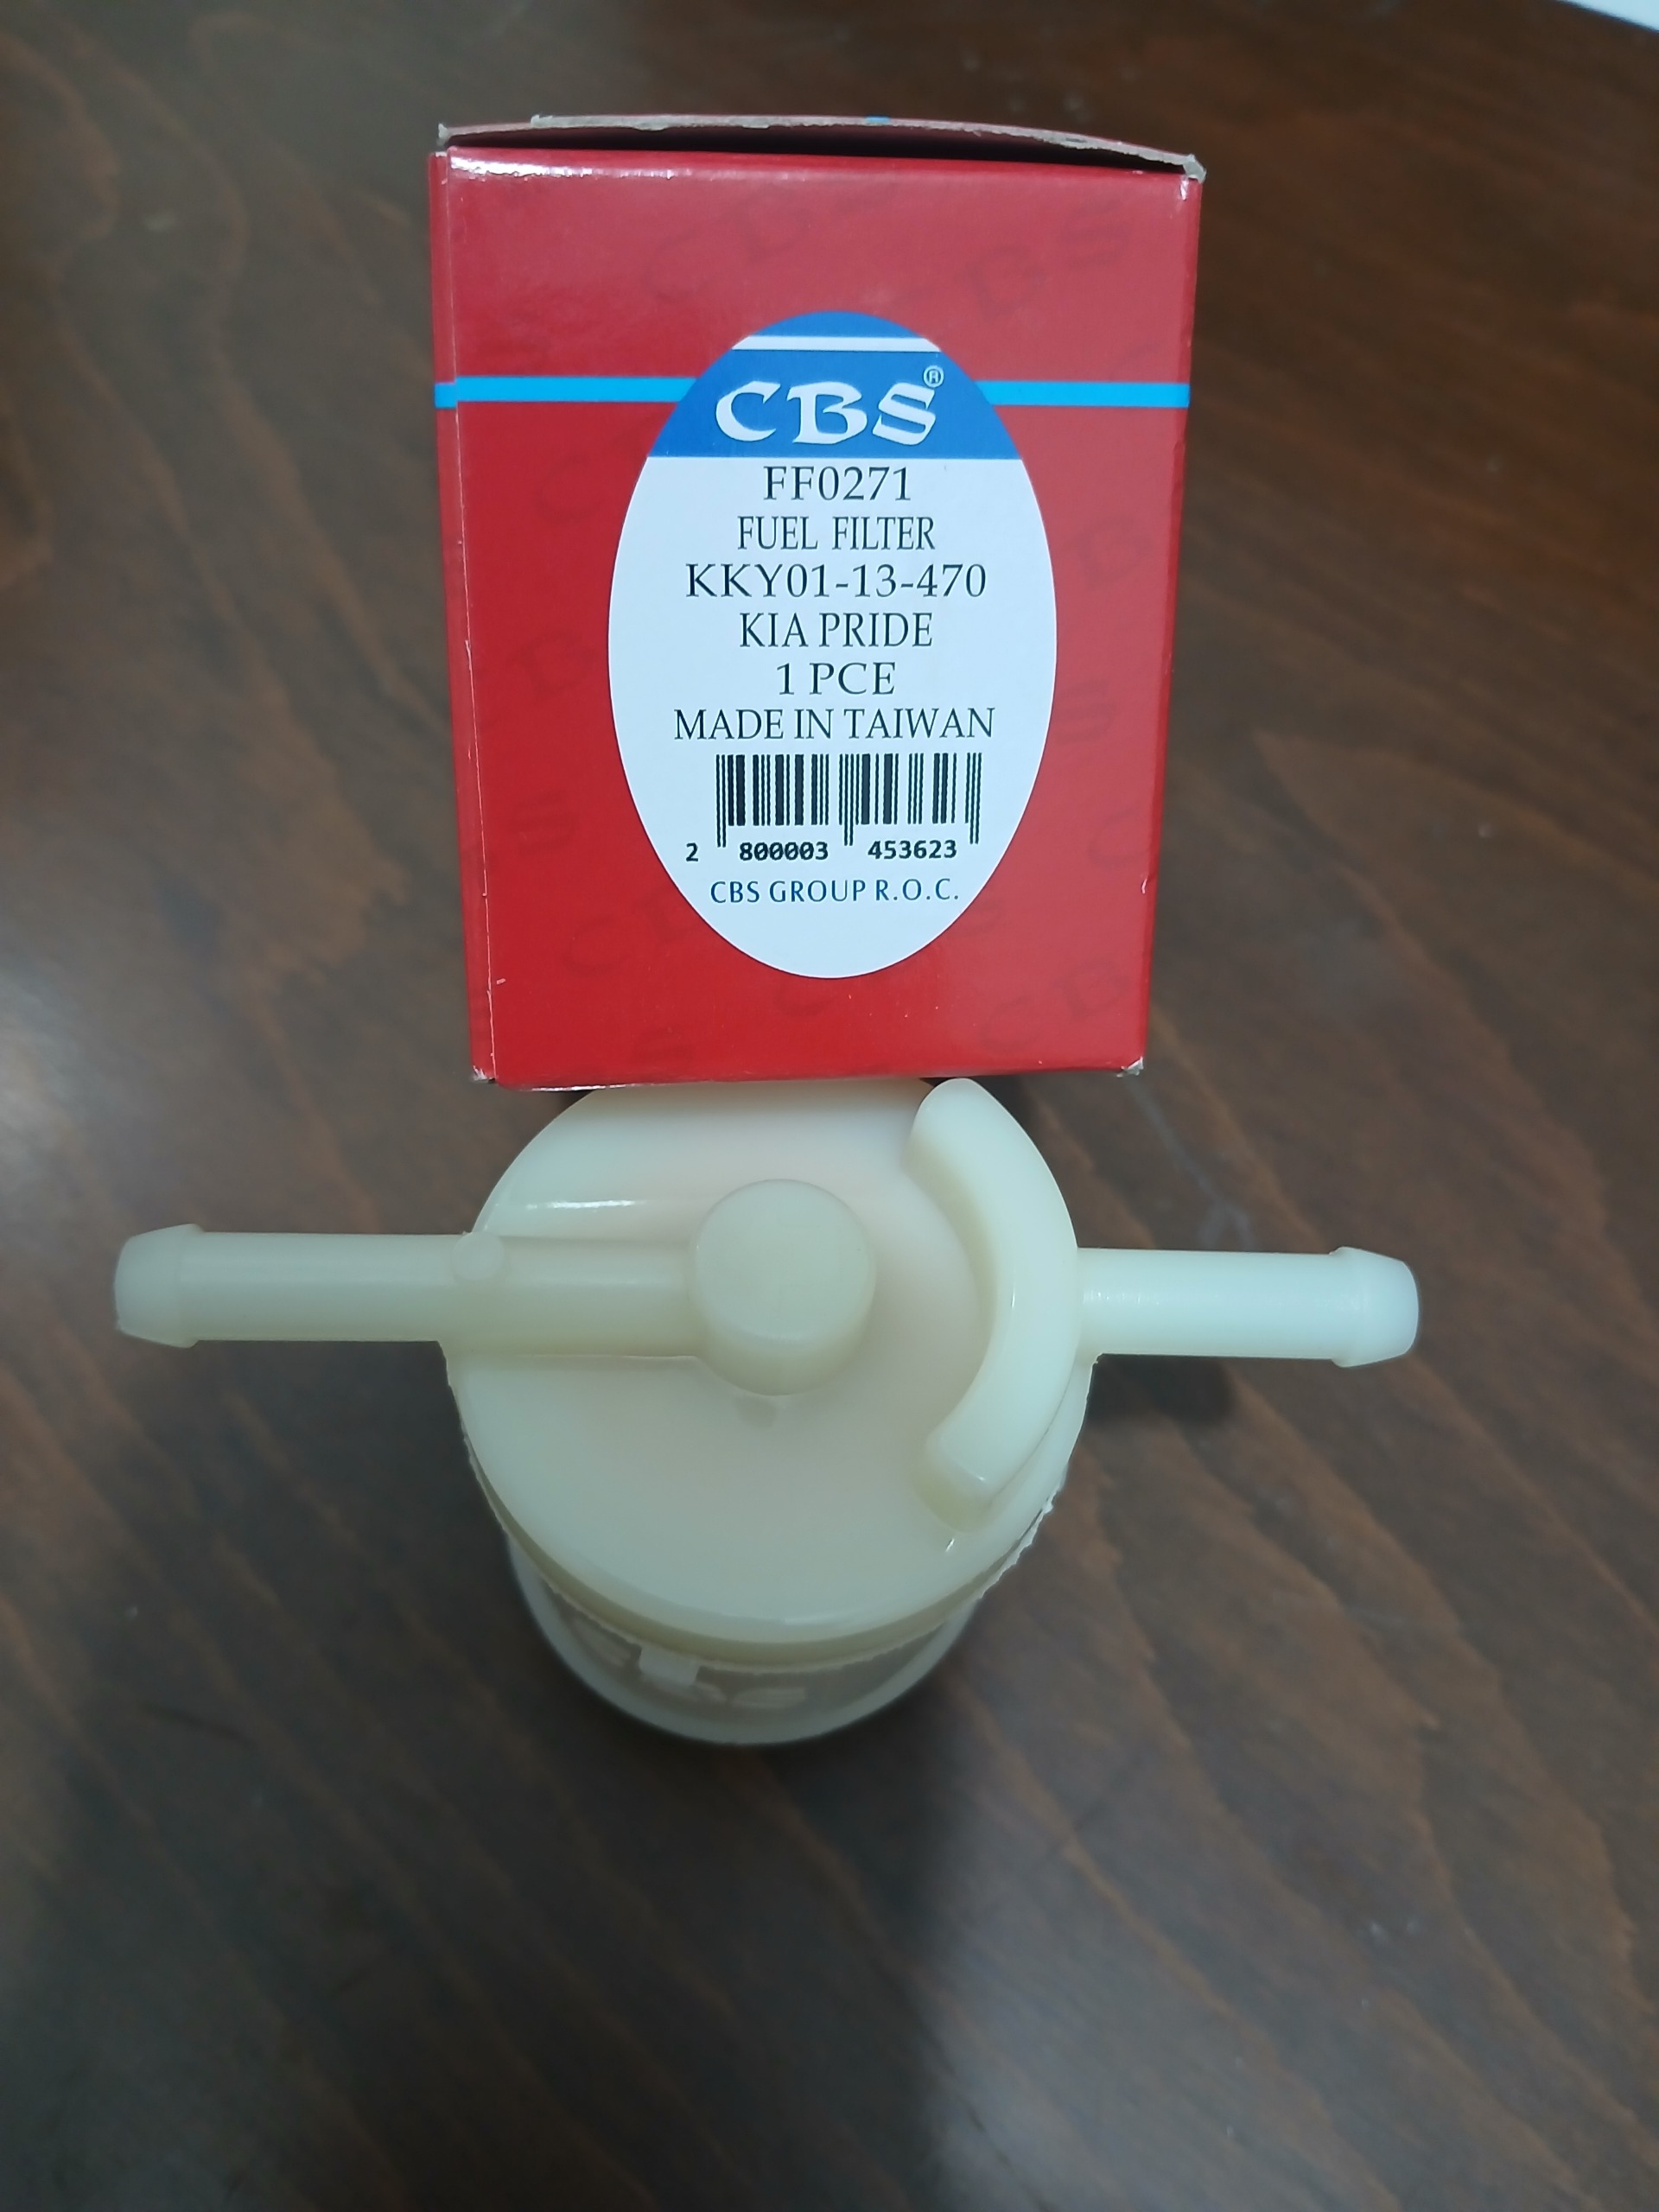 CBS®
FF0271
FUEL FILTER
KKY01-13-470
KIA PRIDE
1 PCE
MADE IN TAIWAN
2 800003 453623
CBS GROUP R.O.C.